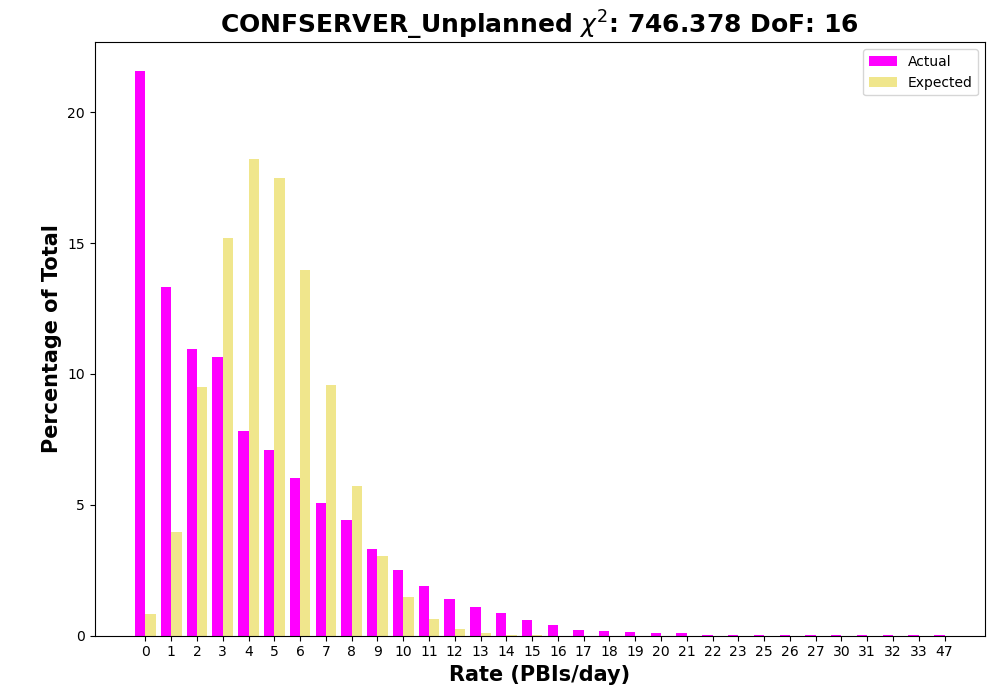 CONFSERVER_Unplanned χ²: 746.378 DoF: 16
Actual
Expected
20
15
10
5
0
Percentage of Total
0 1 2 3 4 5 6 7 8 9 10 11 12 13 14 15 16 17 18 19 20 21 22 23 25 26 27 30 31 32 33 47
Rate (PBIs/day)